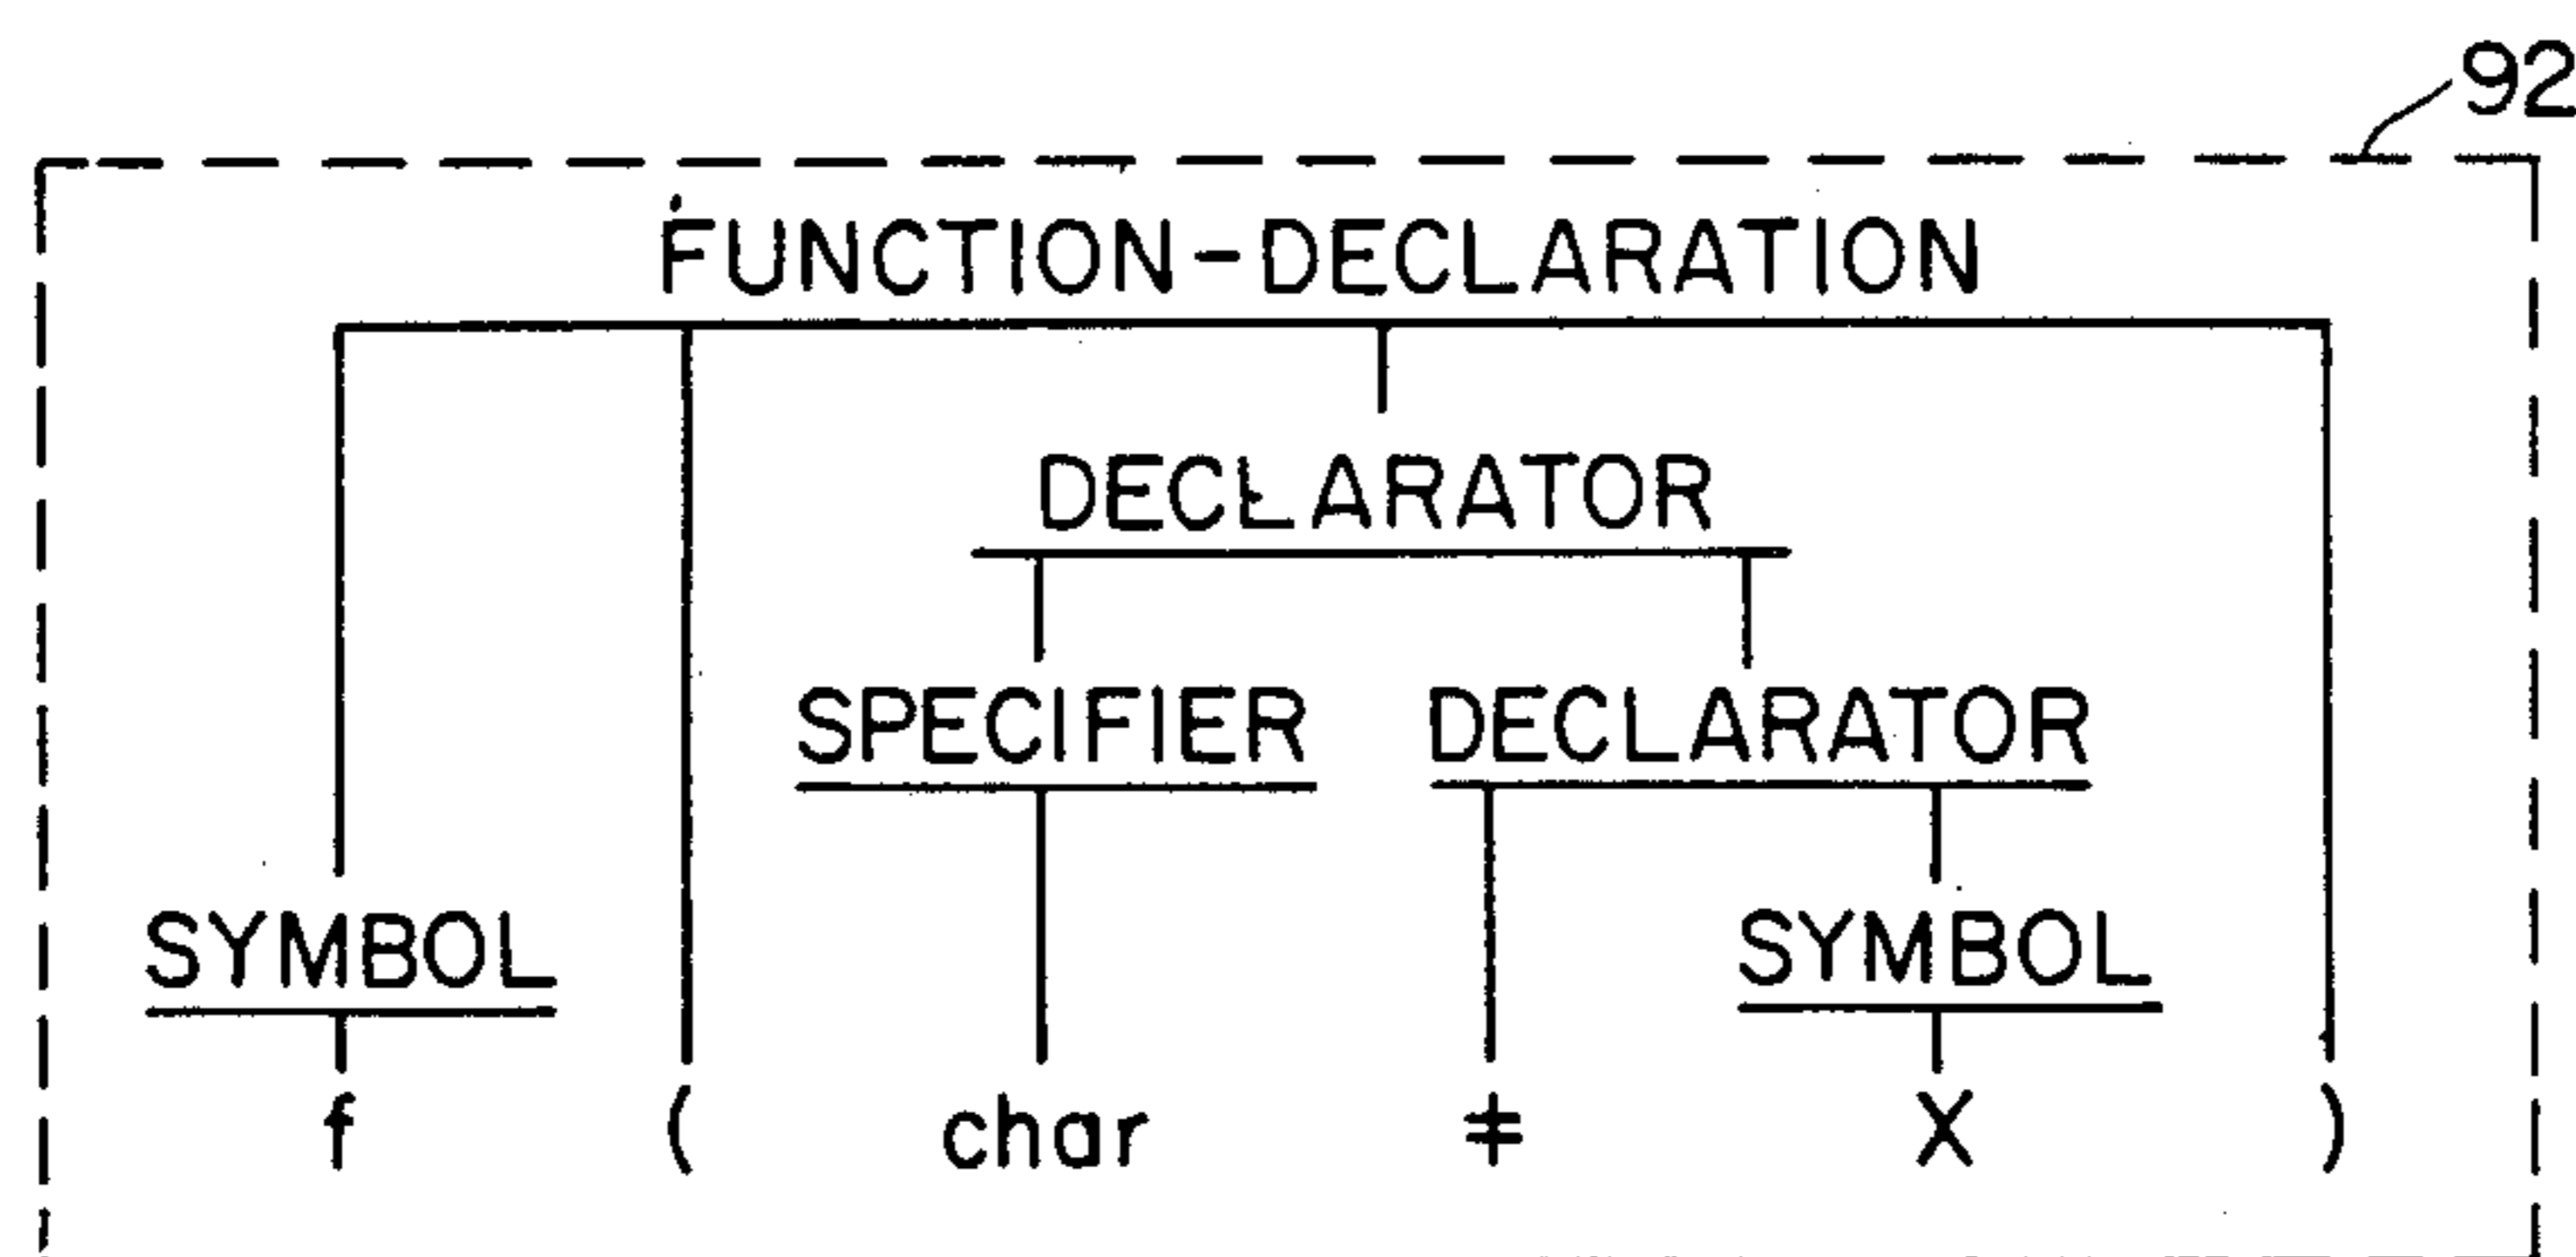 92
FUNCTION-DECLARATION
DECLARATOR
SPECIFIER DECLARATOR
SYMBOL SYMBOL
f ( char ‡ X )